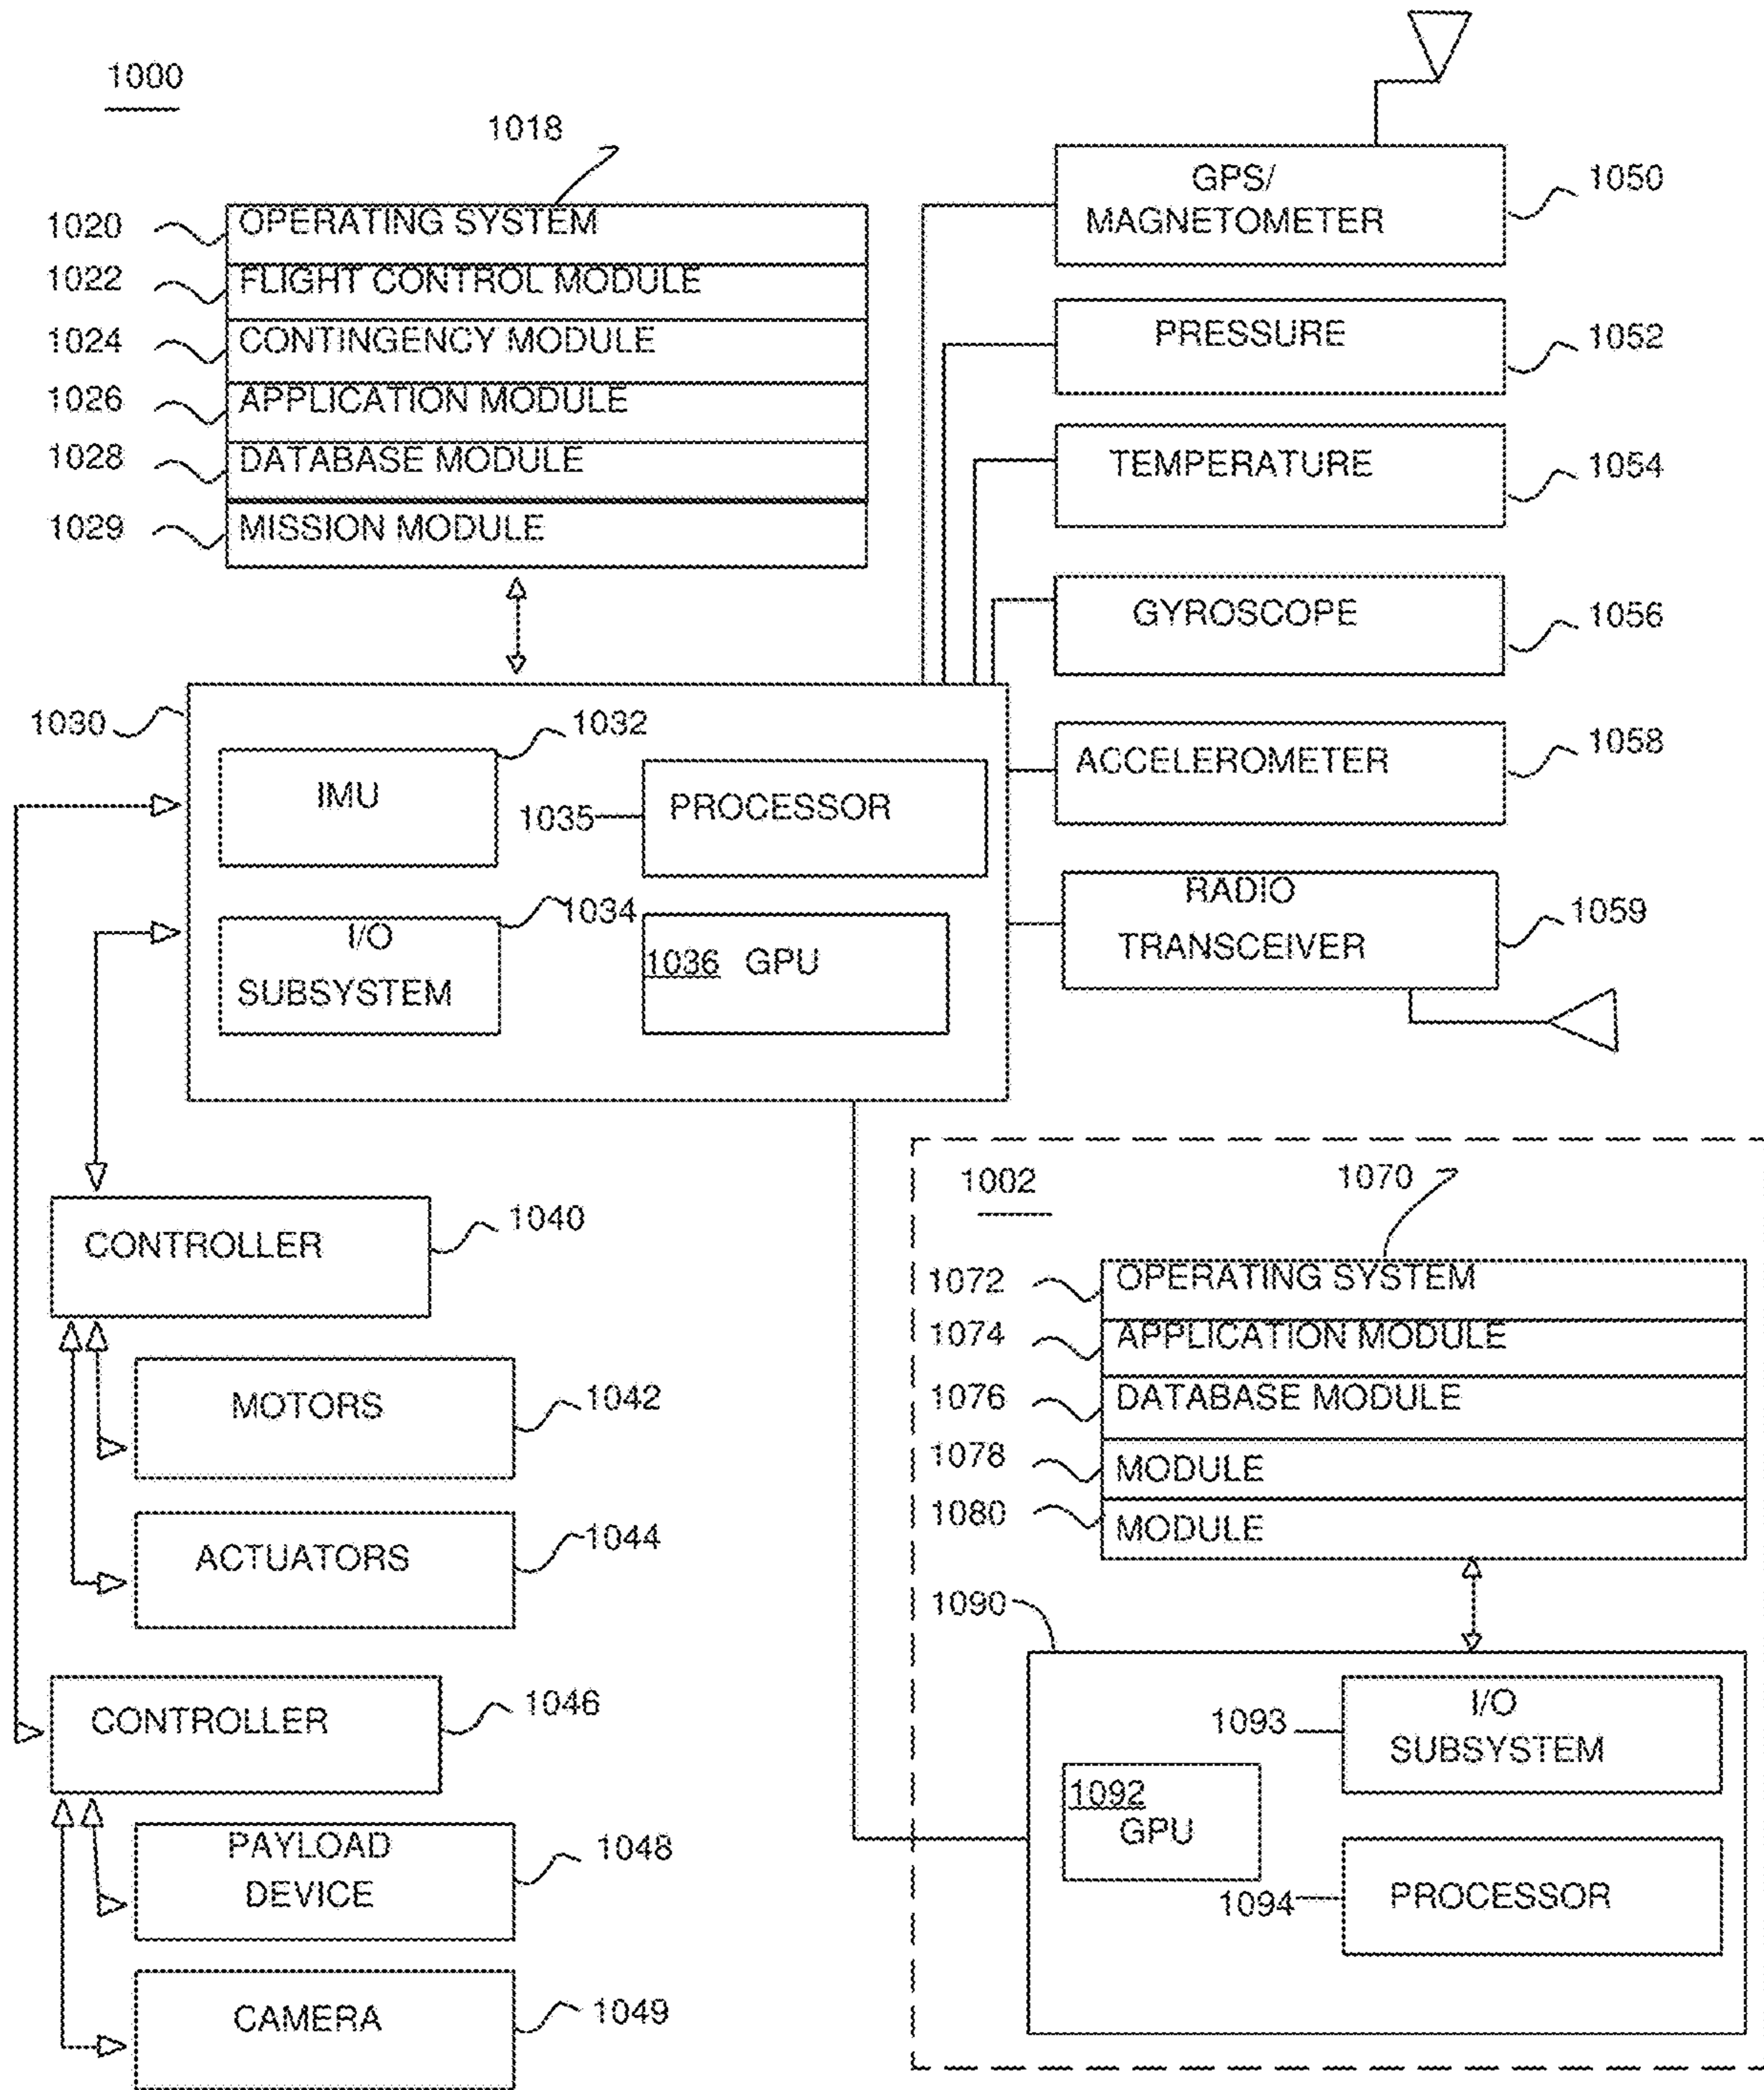 1000
1018
1020 OPERATING SYSTEM
1022 FLIGHT CONTROL MODULE
1024 CONTINGENCY MODULE
1026 APPLICATION MODULE
1028 DATABASE MODULE
1029 MISSION MODULE
GPS/
MAGNETOMETER
1050
PRESSURE
1052
TEMPERATURE
1054
GYROSCOPE
1056
ACCELEROMETER
1058
RADIO
TRANSCEIVER
1059
1030
1032
IMU
1035
PROCESSOR
1034
I/O
SUBSYSTEM
1036 GPU
CONTROLLER
1040
MOTORS
1042
ACTUATORS
1044
CONTROLLER
1046
PAYLOAD
DEVICE
1048
CAMERA
1049
1002
1070
1072 OPERATING SYSTEM
1074 APPLICATION MODULE
1076 DATABASE MODULE
1078 MODULE
1080 MODULE
1090
1093
I/O
SUBSYSTEM
1092
GPU
1094
PROCESSOR